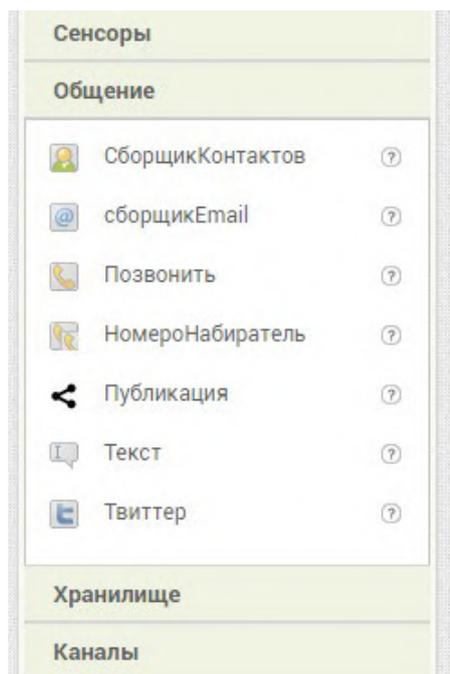 Сенсоры
Общение
СборщикКонтактов ?
@ сборщикEmail ?
Позвонить ?
НомероНабиратель ?
Публикация ?
Текст ?
Твиттер ?
Хранилище
Каналы